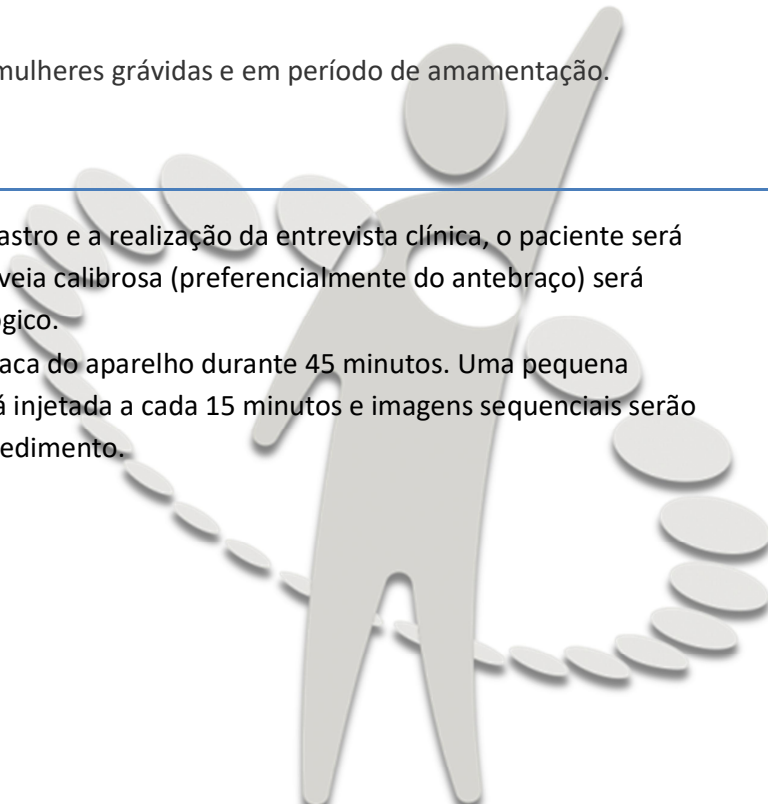 mulheres grávidas e em período de amamentação.
astro e a realização da entrevista clínica, o paciente será
veia calibrosa (preferencialmente do antebraço) será
gico.
aca do aparelho durante 45 minutos. Uma pequena
á injetada a cada 15 minutos e imagens sequenciais serão
edimento.